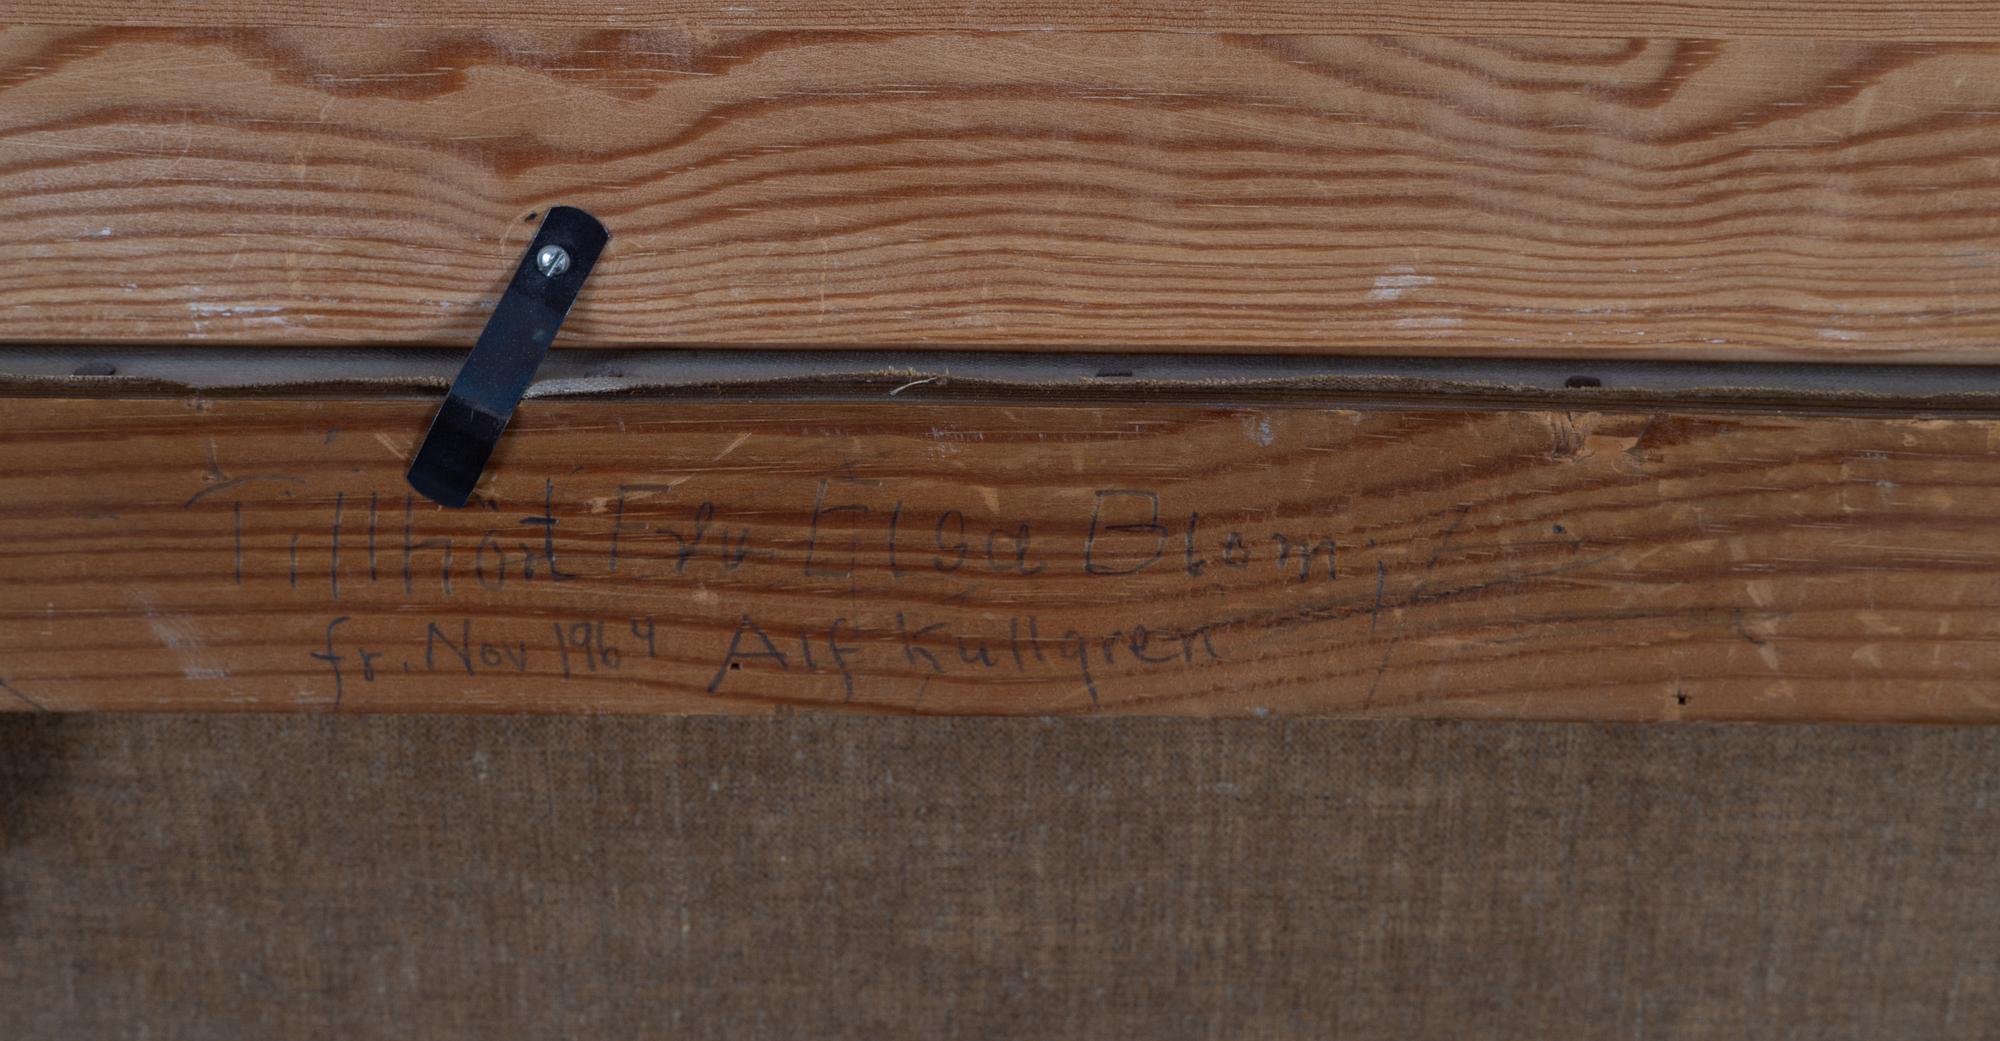 Tillhört Fru Elsa Blom;
fr. Nov 1964 Alf Kullgren